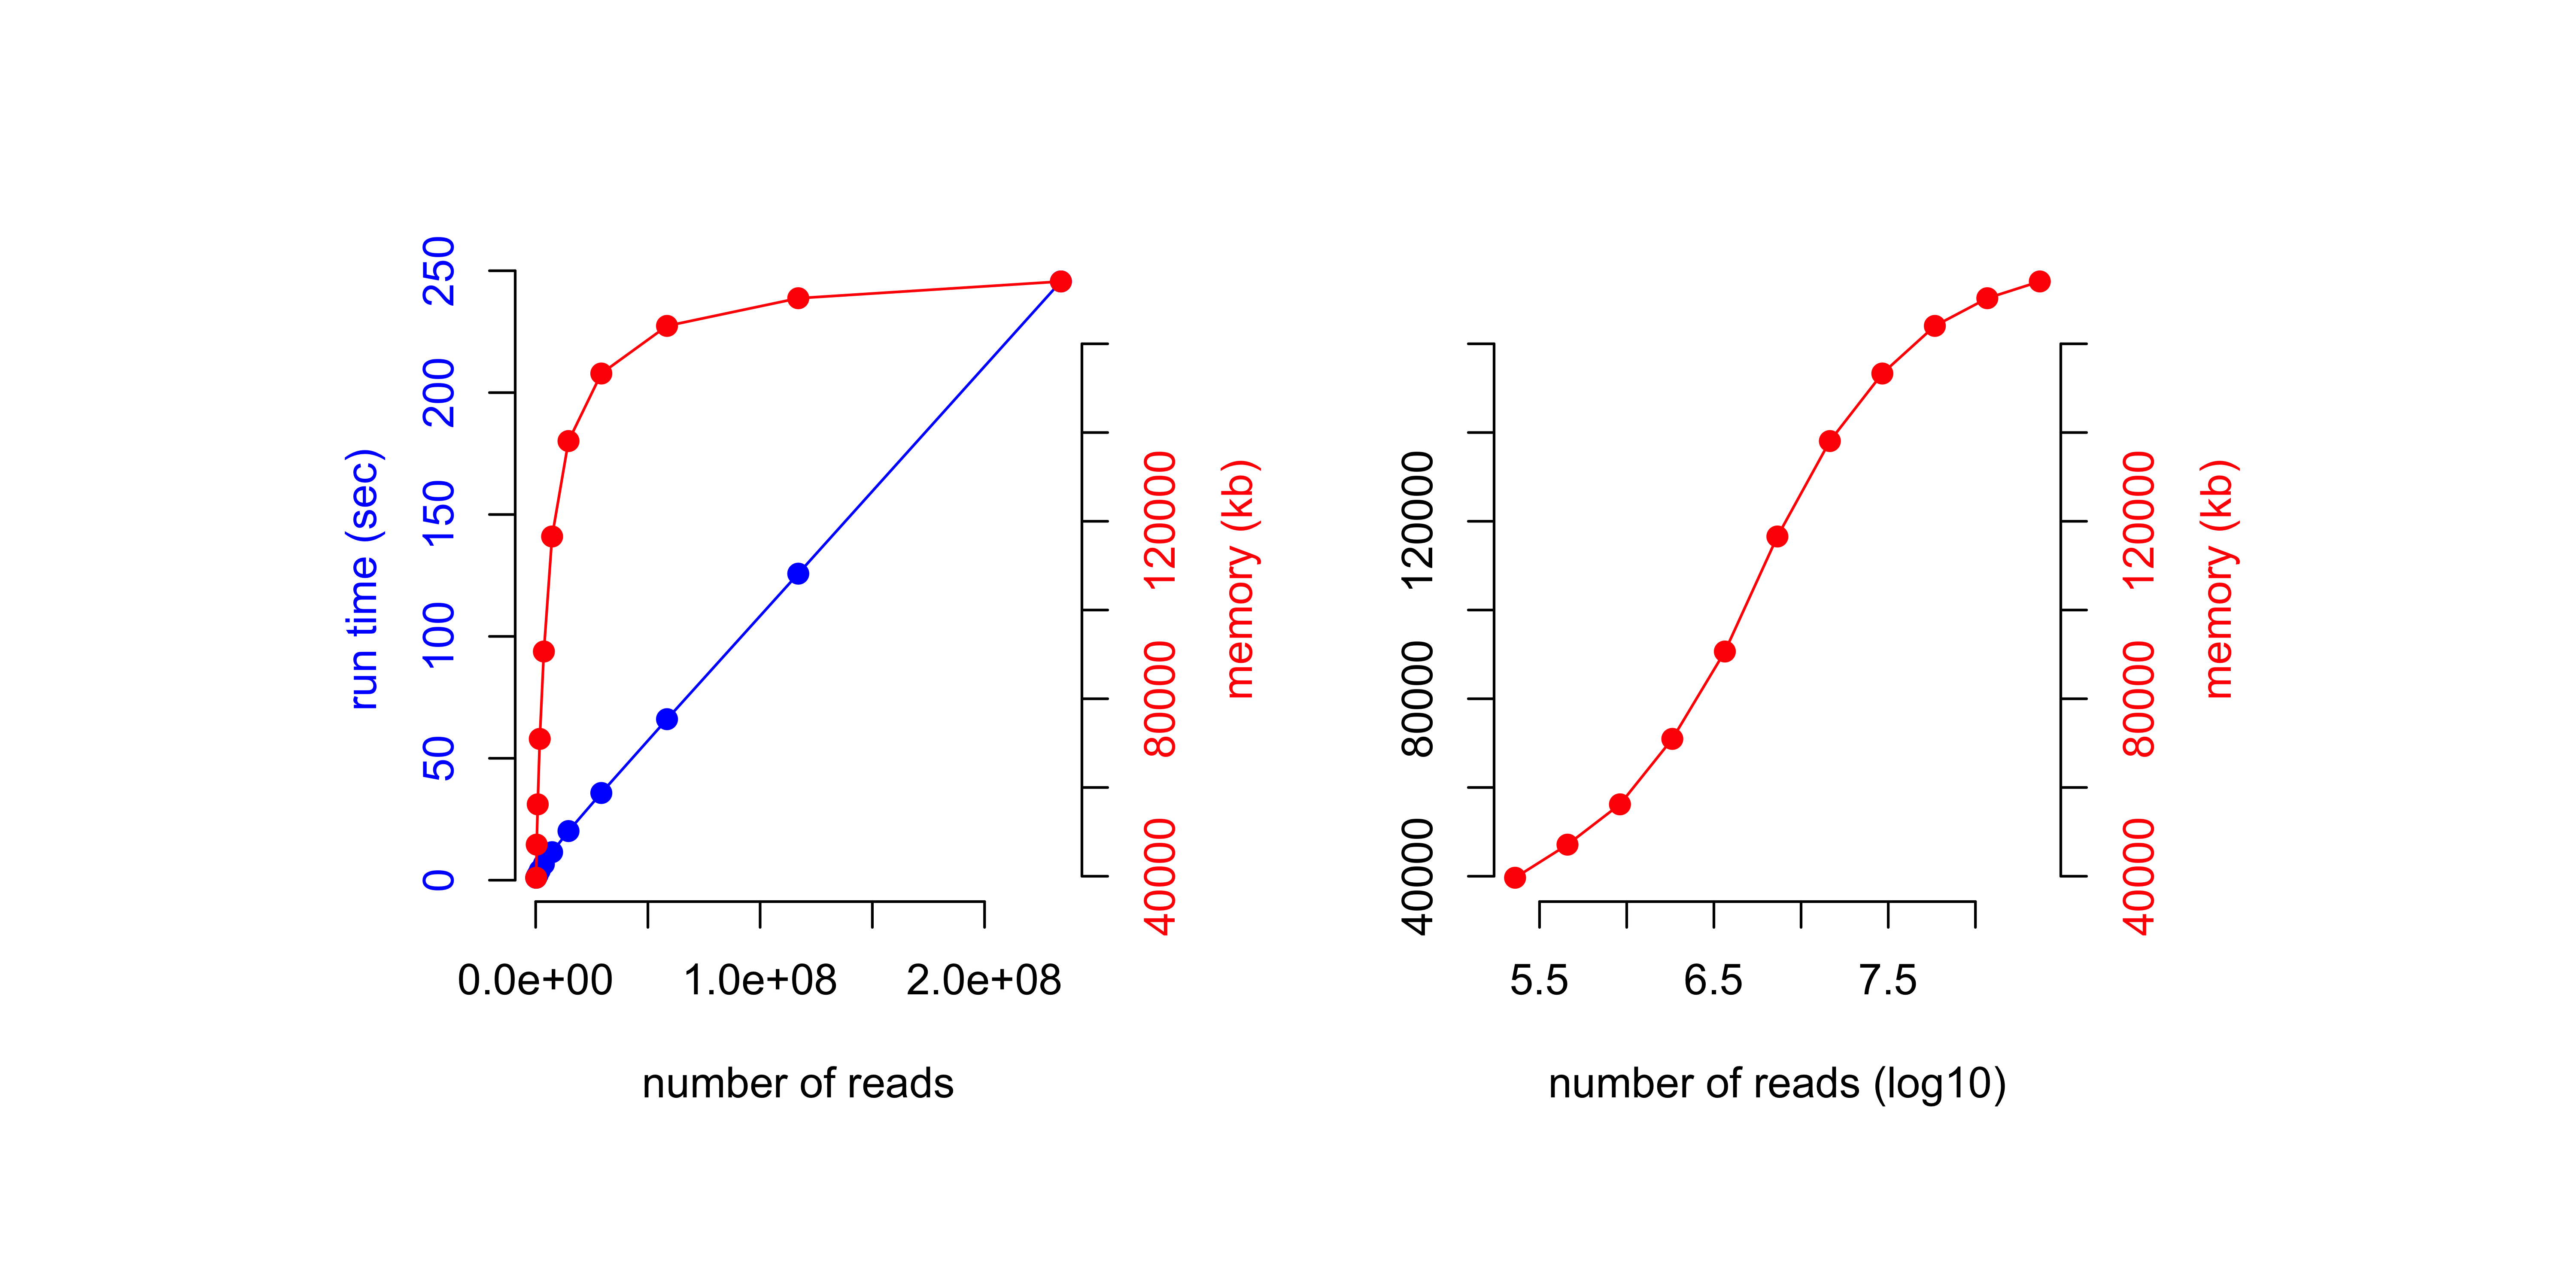 run time (sec)
250
200
150
100
50
0
0.0e+00 1.0e+08 2.0e+08
number of reads
120000
80000
40000
memory (kb)
120000
80000
40000
5.5 6.5 7.5
number of reads (log10)
120000
80000
40000
memory (kb)